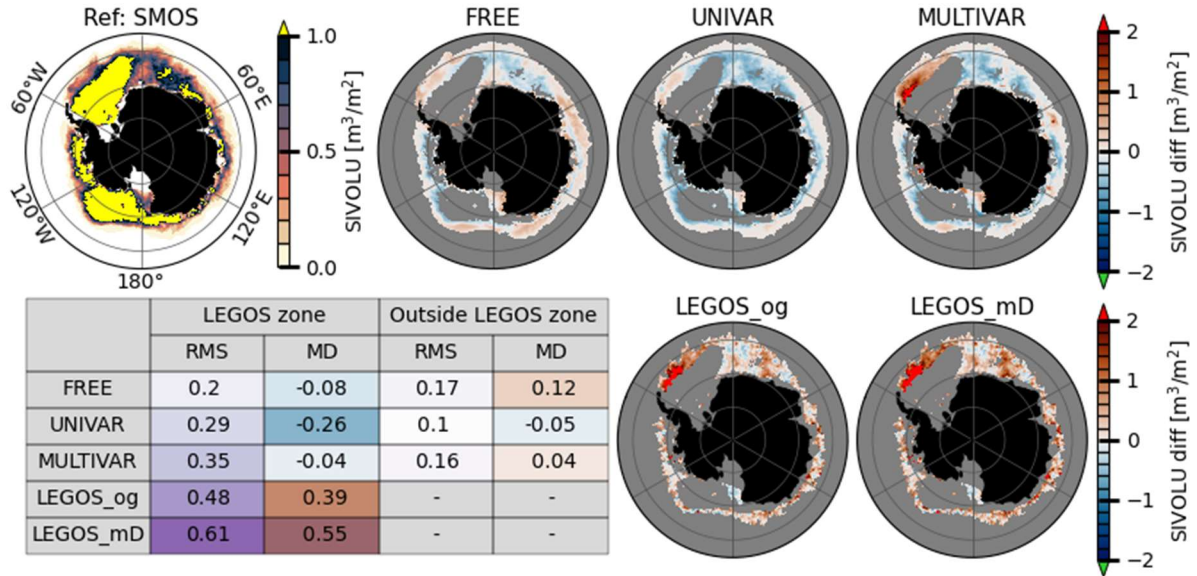 Ref: SMOS
FREE
UNIVAR
MULTIVAR
60°W
60°E
120°W
120°E
180°
1.0
0.5
0.0
SIVOLU [m³/m²]
2
1
0
−1
−2
SIVOLU diff [m³/m²]
LEGOS zone Outside LEGOS zone
RMS MD RMS MD
FREE 0.2 -0.08 0.17 0.12
UNIVAR 0.29 -0.26 0.1 -0.05
MULTIVAR 0.35 -0.04 0.16 0.04
LEGOS_og 0.48 0.39 - -
LEGOS_mD 0.61 0.55 - -
LEGOS_og
LEGOS_mD
2
1
0
−1
−2
SIVOLU diff [m³/m²]